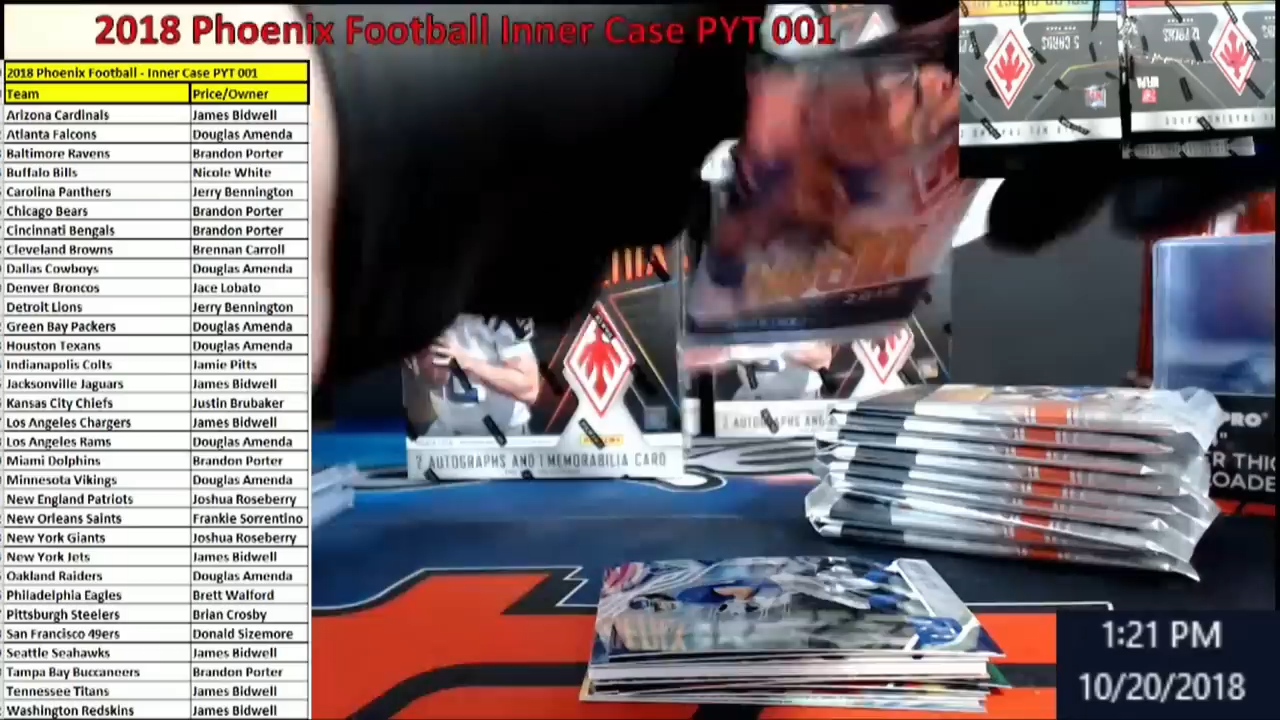 2018 Phoenix Football Inner Case PYT 001
2018 Phoenix Football - Inner Case PYT 001
Team Price/Owner
Arizona Cardinals James Bidwell
Atlanta Falcons Douglas Amenda
Baltimore Ravens Brandon Porter
Buffalo Bills Nicole White
Carolina Panthers Jerry Bennington
Chicago Bears Brandon Porter
Cincinnati Bengals Brandon Porter
Cleveland Browns Brennan Carroll
Dallas Cowboys Douglas Amenda
Denver Broncos Jace Lobato
Detroit Lions Jerry Bennington
Green Bay Packers Douglas Amenda
Houston Texans Douglas Amenda
Indianapolis Colts Jamie Pitts
Jacksonville Jaguars James Bidwell
Kansas City Chiefs Justin Brubaker
Los Angeles Chargers James Bidwell
Los Angeles Rams Douglas Amenda
Miami Dolphins Brandon Porter
Minnesota Vikings Douglas Amenda
New England Patriots Joshua Roseberry
New Orleans Saints Frankie Sorrentino
New York Giants Joshua Roseberry
New York Jets James Bidwell
Oakland Raiders Douglas Amenda
Philadelphia Eagles Brett Walford
Pittsburgh Steelers Brian Crosby
San Francisco 49ers Donald Sizemore
Seattle Seahawks James Bidwell
Tampa Bay Buccaneers Brandon Porter
Tennessee Titans James Bidwell
Washington Redskins James Bidwell
5 CARDS
12 PACKS
2 AUTOGRAPHS AND 1 MEMORABILIA CARD
2 AUTOGRAPHS AND
PRO
1:21 PM
10/20/2018